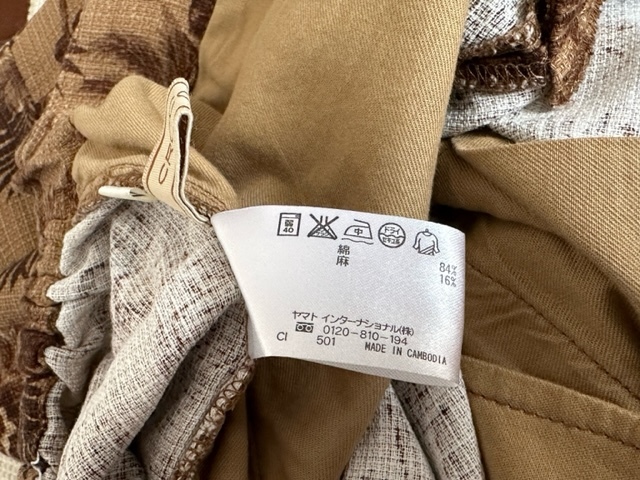 弱
40
中
ドライ
セキユ系
綿 84%
麻 16%
ヤマト インターナショナル(株)
0120-810-194
CI 501 MADE IN CAMBODIA